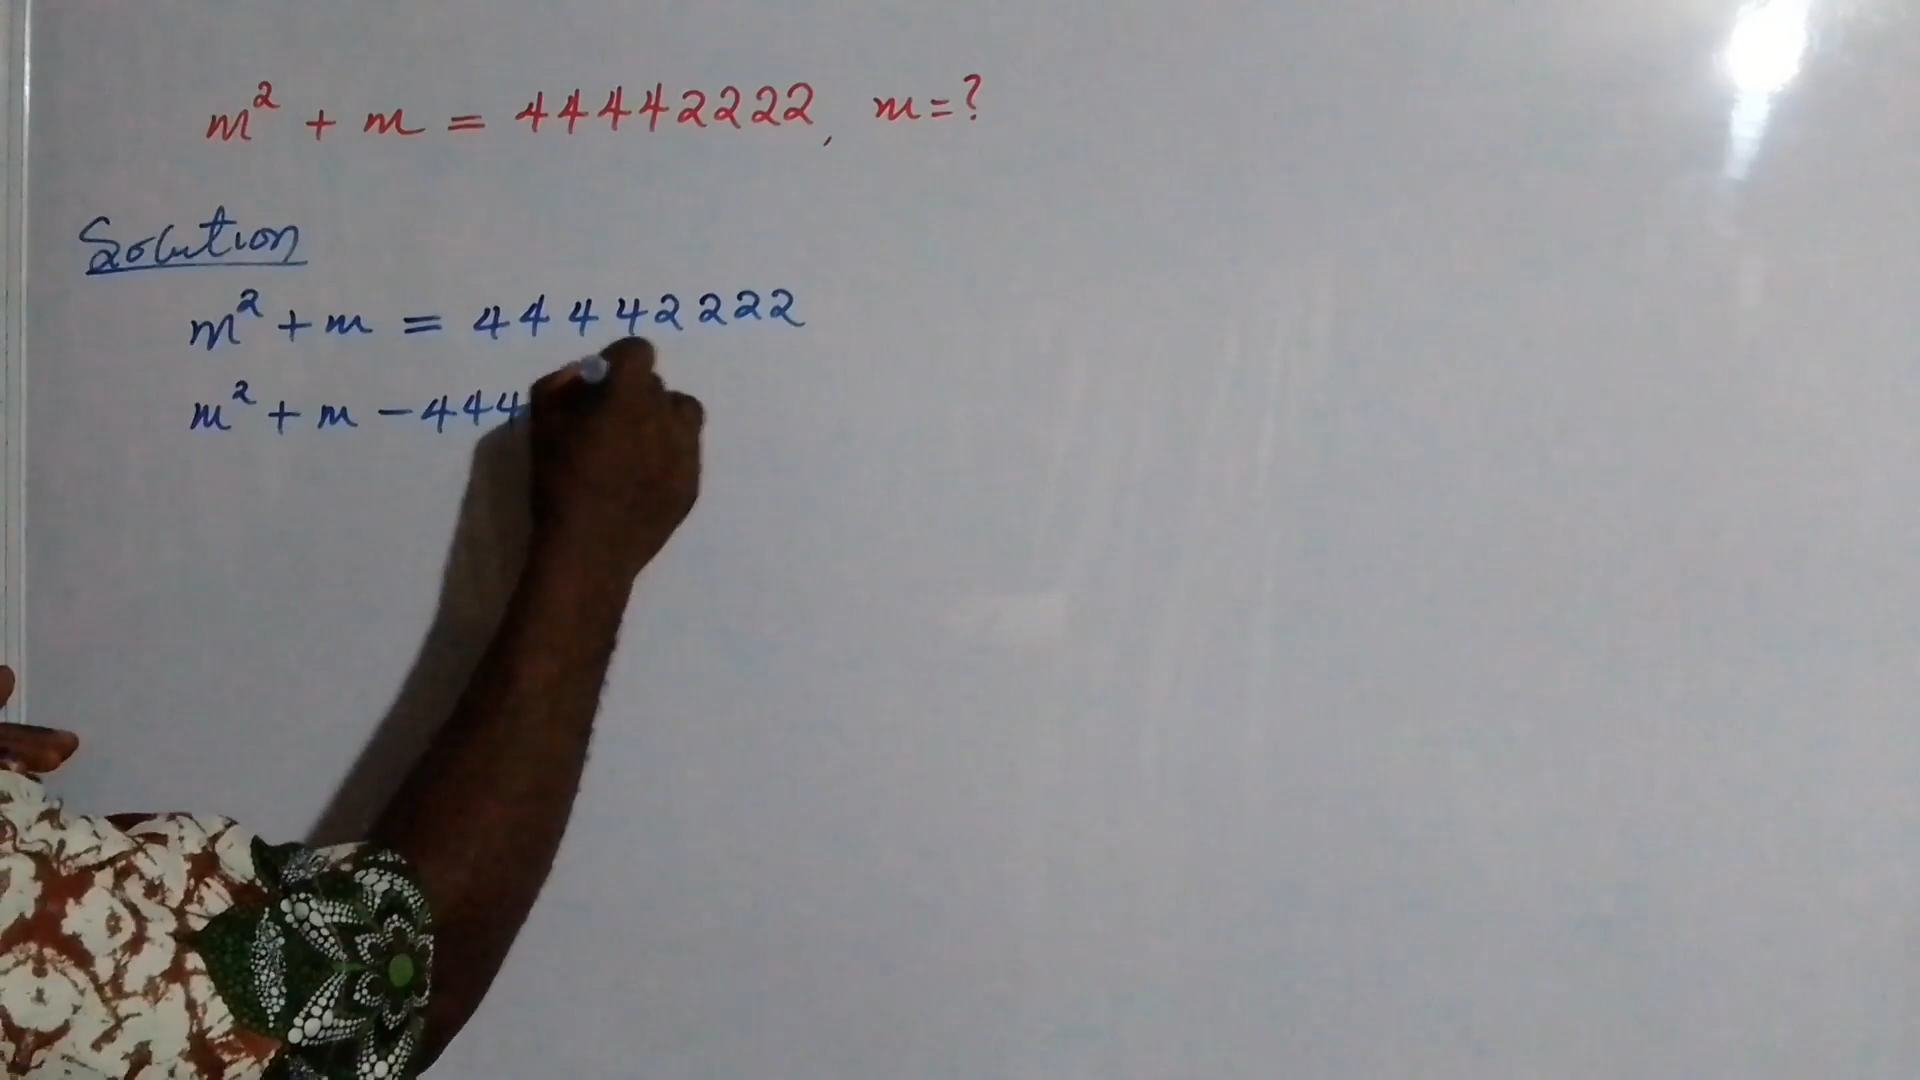 m² + m = 44442222, m=?
Solution
m² + m = 44442222
m² + m - 444